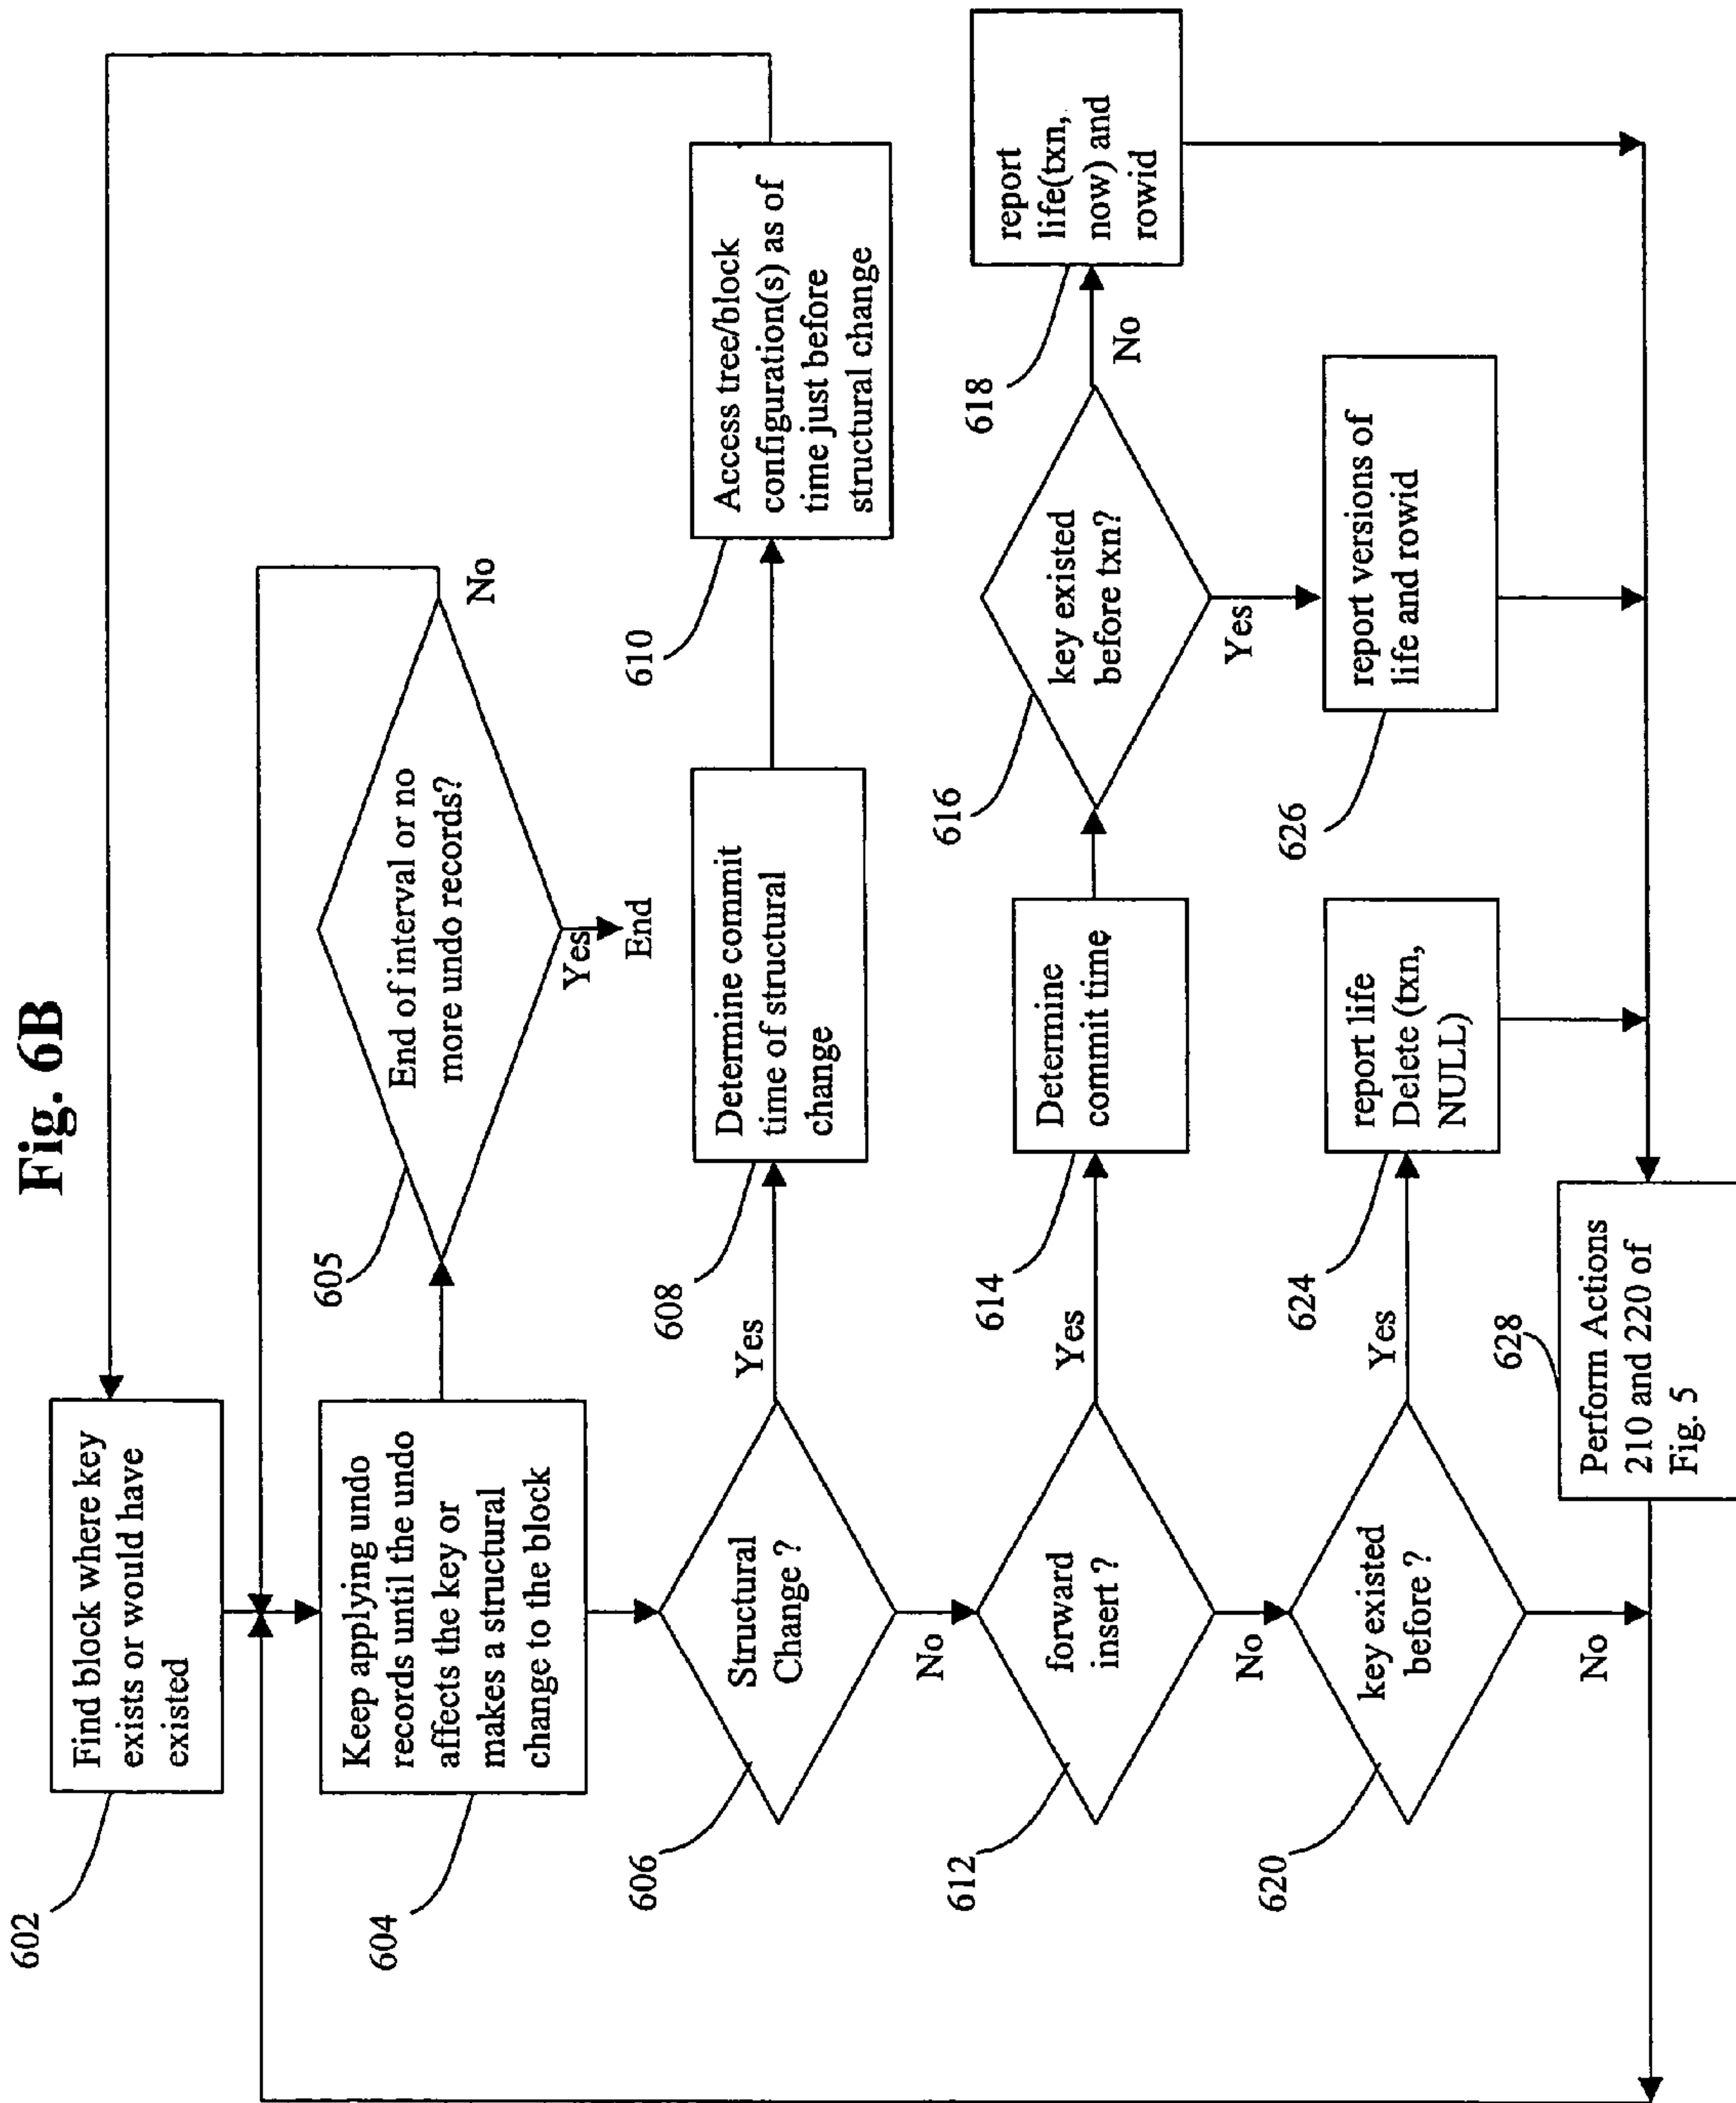 Fig. 6B
602
Find block where key
exists or would have
existed
604
Keep applying undo
records until the undo
affects the key or
makes a structural
change to the block
605
End of interval or no
more undo records?
No
Yes
End
606
Structural
Change ?
Yes
No
608
Determine commit
time of structural
change
610
Access tree/block
configuration(s) as of
time just before
structural change
612
forward
insert ?
Yes
No
614
Determine
commit time
616
key existed
before txn?
No
Yes
618
report
life(txn,
now) and
rowid
620
key existed
before ?
Yes
No
624
report life
Delete (txn,
NULL)
626
report versions of
life and rowid
628
Perform Actions
210 and 220 of
Fig. 5